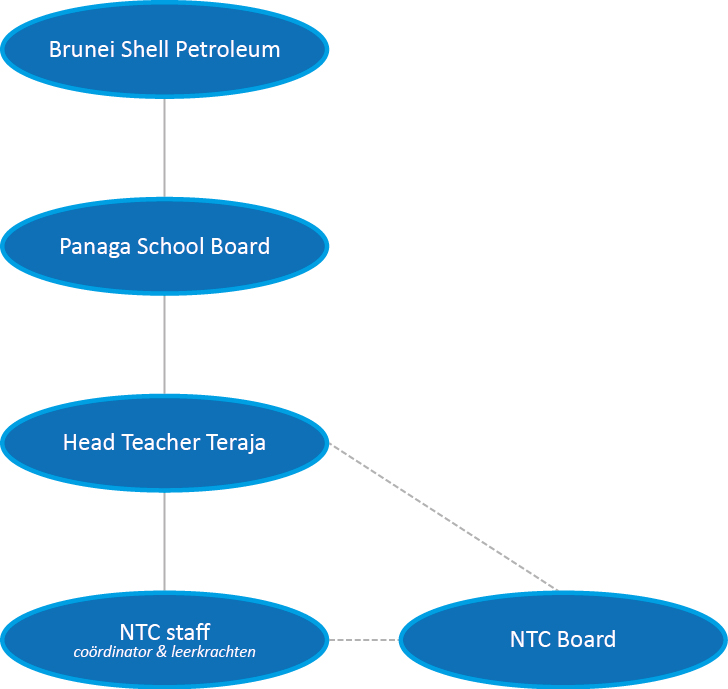 Brunei Shell Petroleum
Panaga School Board
Head Teacher Teraja
NTC staff
coördinator & leerkrachten
NTC Board